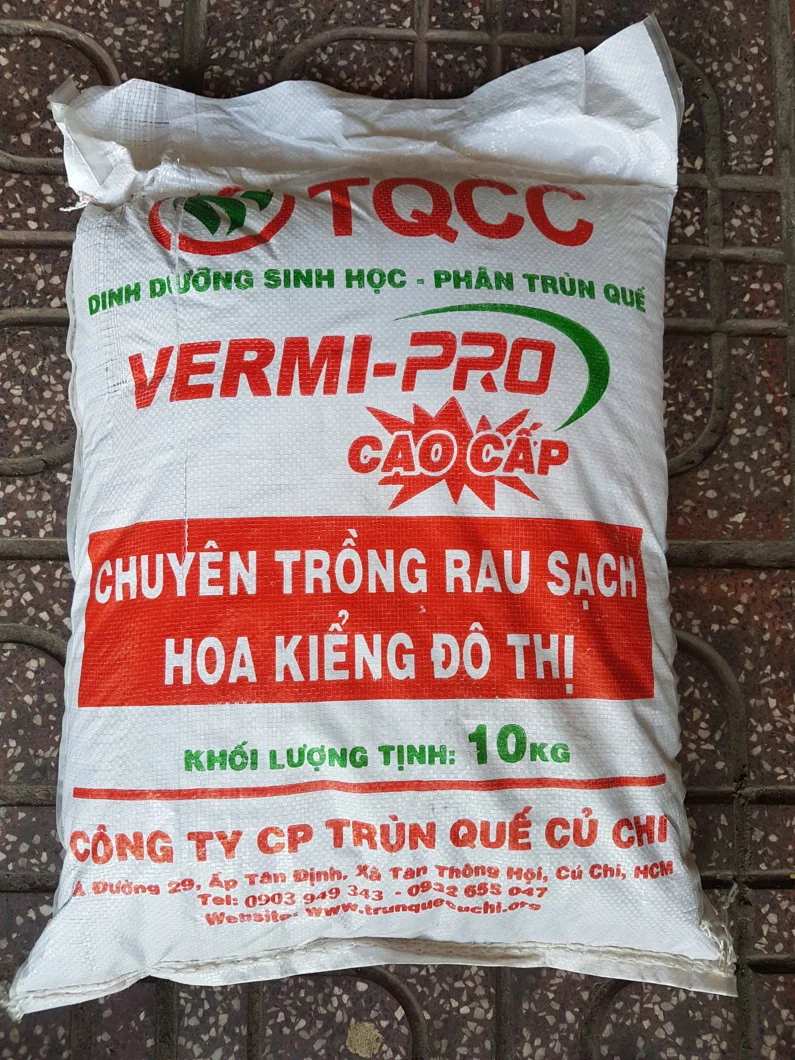 TQCC
DINH DƯỠNG SINH HỌC - PHÂN TRÙN QUẾ
VERMI-PRO
CAO CẤP
CHUYÊN TRỒNG RAU SẠCH
HOA KIỂNG ĐÔ THỊ
KHỐI LƯỢNG TỊNH: 10KG
CÔNG TY CP TRÙN QUẾ CỦ CHI
Đường 29, Ấp Tân Định, Xã Tân Thông Hội, Củ Chi, HCM
Tel: 0903 949 343 - 0932 655 047
Website: www.trunquecuchi.org